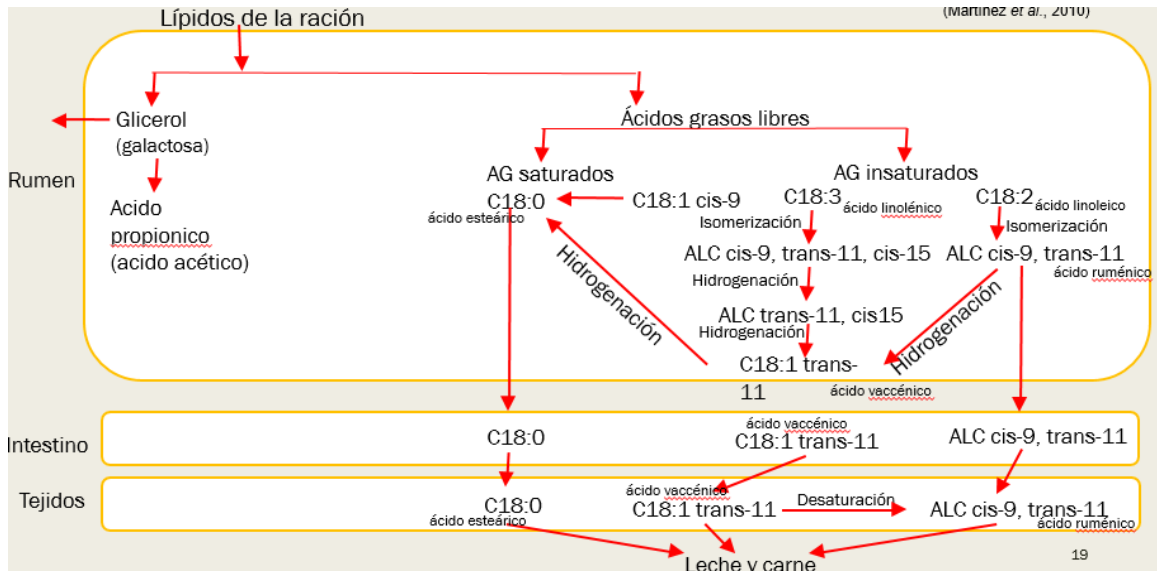 (Martínez et al., 2010)
Lípidos de la ración
Glicerol
(galactosa)
Ácidos grasos libres
Rumen
AG saturados
AG insaturados
C18:0
ácido esteárico
C18:1 cis-9
C18:3
ácido linolénico
C18:2
ácido linoleico
Acido
propionico
(acido acético)
Isomerización
Isomerización
ALC cis-9, trans-11, cis-15
ALC cis-9, trans-11
ácido ruménico
Hidrogenación
Hidrogenación
ALC trans-11, cis15
Hidrogenación
Hidrogenación
C18:1 trans-
11
ácido vaccénico
Intestino
C18:0
ácido vaccénico
C18:1 trans-11
ALC cis-9, trans-11
Tejidos
C18:0
ácido esteárico
ácido vaccénico
C18:1 trans-11
Desaturación
ALC cis-9, trans-11
ácido ruménico
Leche y carne
19